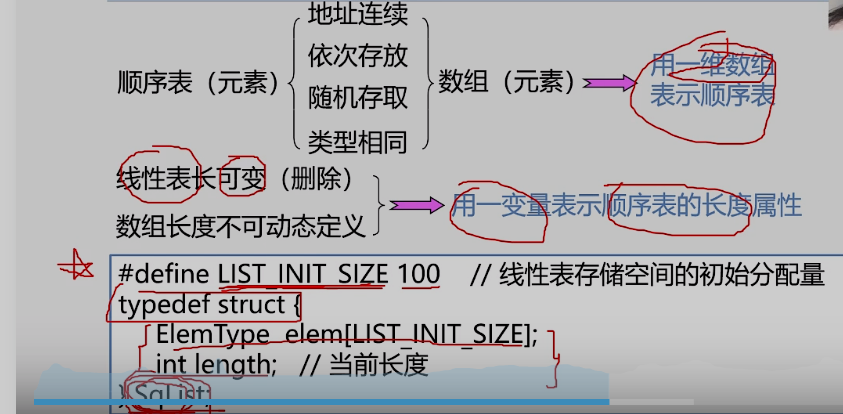 地址连续
依次存放
顺序表（元素） 随机存取 数组（元素） 用一维数组
表示顺序表
类型相同
线性表长可变（删除）
数组长度不可动态定义 用一变量表示顺序表的长度属性
#define LIST_INIT_SIZE 100 // 线性表存储空间的初始分配量
typedef struct {
ElemType elem[LIST_INIT_SIZE];
int length; // 当前长度
} SqList;